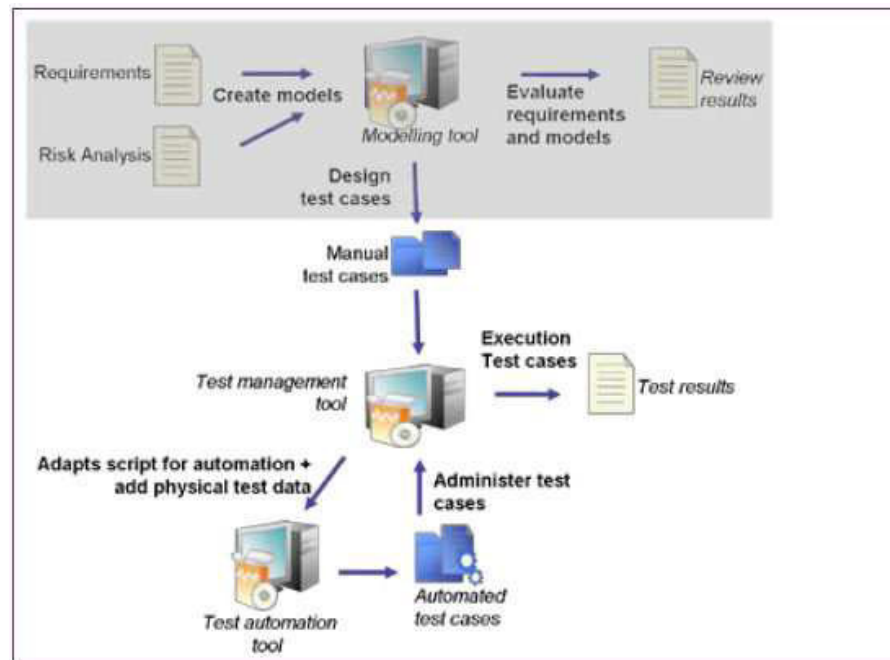 Requirements
Create models
Risk Analysis
Modelling tool
Evaluate
requirements
and models
Review
results
Design
test cases
Manual
test cases
Execution
Test cases
Test management
tool
Test results
Adapts script for automation +
add physical test data
Administer test
cases
Test automation
tool
Automated
test cases